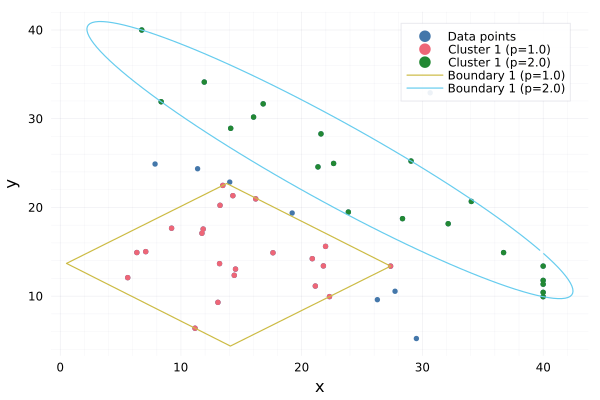 40
30
20
10
y
0
10
20
30
40
x
Data points
Cluster 1 (p=1.0)
Cluster 1 (p=2.0)
Boundary 1 (p=1.0)
Boundary 1 (p=2.0)